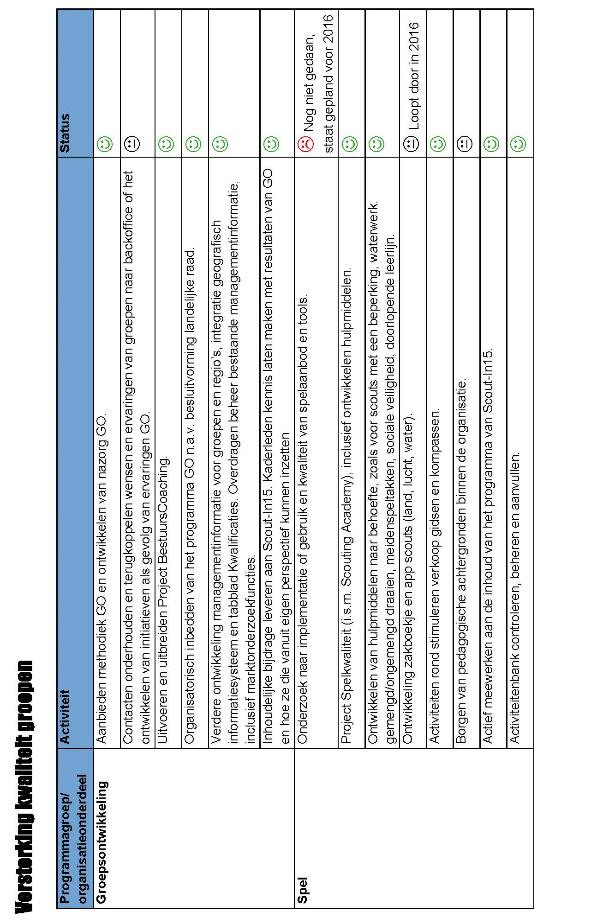 Versterking kwaliteit groepen
Programmagroep/
organisatieonderdeel
Activiteit
Status
Groepsontwikkeling
Aanbieden methodiek GO en ontwikkelen van nazorg GO.
Contacten onderhouden en terugkoppelen wensen en ervaringen van groepen naar backoffice of het
ontwikkelen van initiatieven als gevolg van ervaringen GO.
Uitvoeren en uitbreiden Project BestuursCoaching.
Organisatorisch inbedden van het programma GO n.a.v. besluitvorming landelijke raad.
Verdere ontwikkeling managementinformatie voor groepen en regio's, integratie geografisch
informatiesysteem en tabblad Kwalificaties. Overdragen beheer bestaande managementinformatie,
inclusief marktonderzoekfuncties.
Inhoudelijke bijdrage leveren aan Scout-In15. Kaderleden kennis laten maken met resultaten van GO
en hoe ze die vanuit eigen perspectief kunnen inzetten
Spel
Onderzoek naar implementatie of gebruik en kwaliteit van spelaanbod en tools.
Nog niet gedaan,
staat gepland voor 2016
Project Spelkwaliteit (i.s.m. Scouting Academy), inclusief ontwikkelen hulpmiddelen.
Ontwikkelen van hulpmiddelen naar behoefte, zoals voor scouts met een beperking, waterwerk
gemengd/ongemengd draaien, meidenspeltakken, sociale veiligheid, doorlopende leerlijn.
Ontwikkeling zakboekje en app scouts (land, lucht, water).
Loopt door in 2016
Activiteiten rond stimuleren verkoop gidsen en kompassen.
Borgen van pedagogische achtergronden binnen de organisatie.
Actief meewerken aan de inhoud van het programma van Scout-In15.
Activiteitenbank controleren, beheren en aanvullen.